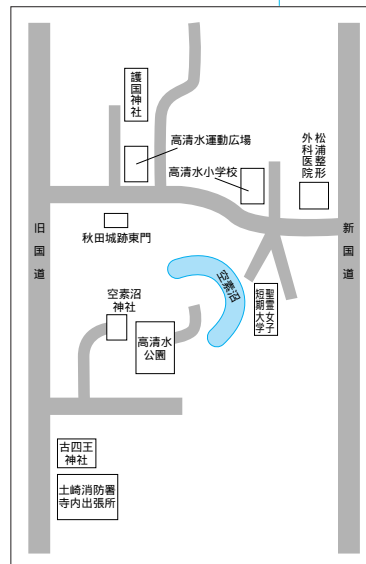 護国神社
高清水運動広場
高清水小学校
松浦整形
外科医院
旧国道
新国道
秋田城跡東門
空素沼
空素沼
神社
高清水
公園
聖霊女子
短期大学
古四王
神社
土崎消防署
寺内出張所